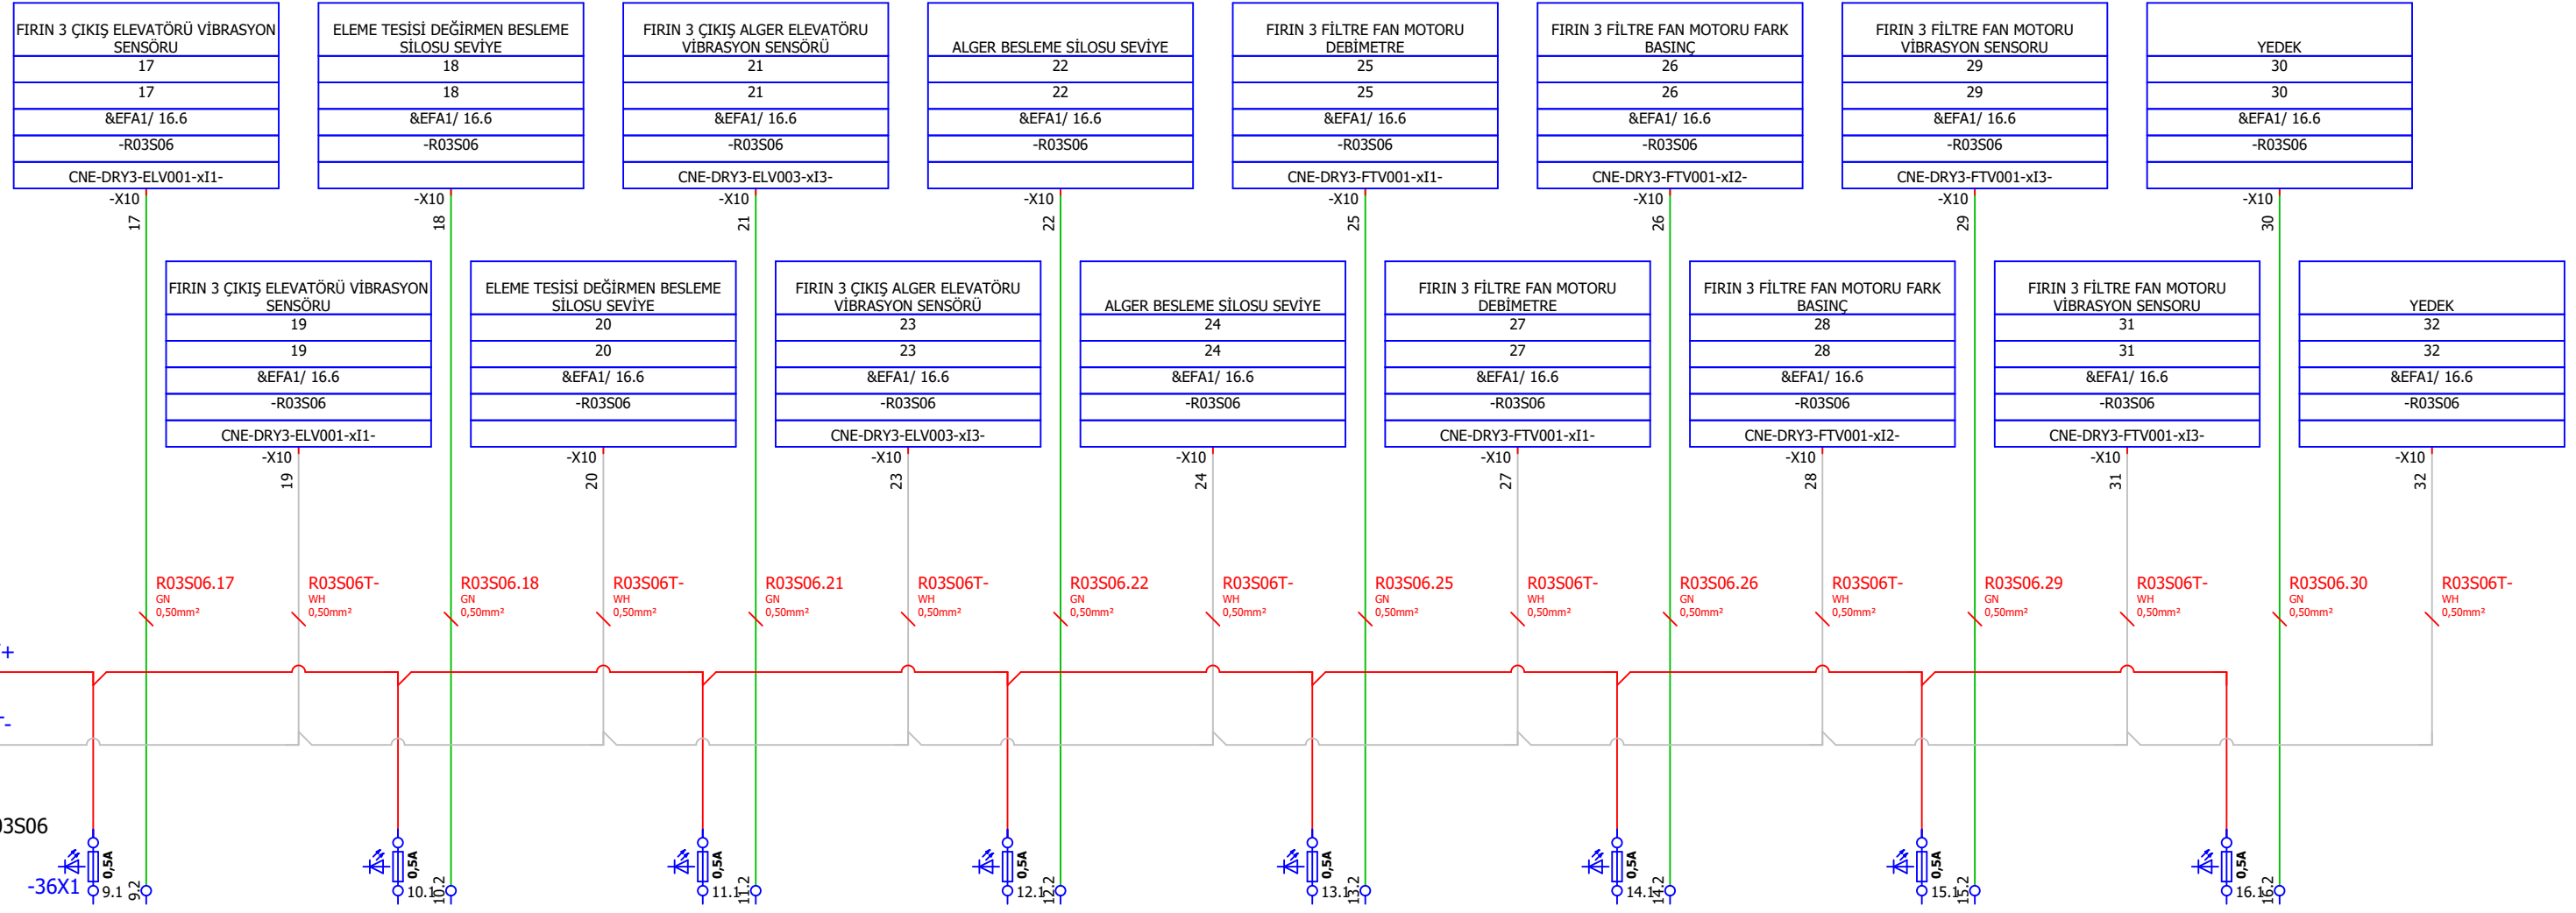 FIRIN 3 ÇIKIŞ ELEVATÖRÜ VİBRASYON
SENSÖRU
17
17
&EFA1/ 16.6
-R03S06
CNE-DRY3-ELV001-xI1-
-X10
17
ELEME TESİSİ DEĞİRMEN BESLEME
SİLOSU SEVİYE
18
18
&EFA1/ 16.6
-R03S06
-X10
18
FIRIN 3 ÇIKIŞ ALGER ELEVATÖRU
VİBRASYON SENSÖRÜ
21
21
&EFA1/ 16.6
-R03S06
CNE-DRY3-ELV003-xI3-
-X10
21
ALGER BESLEME SİLOSU SEVİYE
22
22
&EFA1/ 16.6
-R03S06
-X10
22
FIRIN 3 FİLTRE FAN MOTORU
DEBİMETRE
25
25
&EFA1/ 16.6
-R03S06
CNE-DRY3-FTV001-xI1-
-X10
25
FIRIN 3 FİLTRE FAN MOTORU FARK
BASINÇ
26
26
&EFA1/ 16.6
-R03S06
CNE-DRY3-FTV001-xI2-
-X10
26
FIRIN 3 FİLTRE FAN MOTORU
VİBRASYON SENSORU
29
29
&EFA1/ 16.6
-R03S06
CNE-DRY3-FTV001-xI3-
-X10
29
YEDEK
30
30
&EFA1/ 16.6
-R03S06
-X10
30
FIRIN 3 ÇIKIŞ ELEVATÖRÜ VİBRASYON
SENSÖRU
19
19
&EFA1/ 16.6
-R03S06
CNE-DRY3-ELV001-xI1-
-X10
19
ELEME TESİSİ DEĞİRMEN BESLEME
SİLOSU SEVİYE
20
20
&EFA1/ 16.6
-R03S06
-X10
20
FIRIN 3 ÇIKIŞ ALGER ELEVATÖRU
VİBRASYON SENSÖRÜ
23
23
&EFA1/ 16.6
-R03S06
CNE-DRY3-ELV003-xI3-
-X10
23
ALGER BESLEME SİLOSU SEVİYE
24
24
&EFA1/ 16.6
-R03S06
-X10
24
FIRIN 3 FİLTRE FAN MOTORU
DEBİMETRE
27
27
&EFA1/ 16.6
-R03S06
CNE-DRY3-FTV001-xI1-
-X10
27
FIRIN 3 FİLTRE FAN MOTORU FARK
BASINÇ
28
28
&EFA1/ 16.6
-R03S06
CNE-DRY3-FTV001-xI2-
-X10
28
FIRIN 3 FİLTRE FAN MOTORU
VİBRASYON SENSORU
31
31
&EFA1/ 16.6
-R03S06
CNE-DRY3-FTV001-xI3-
-X10
31
YEDEK
32
32
&EFA1/ 16.6
-R03S06
-X10
32
R03S06.17
GN
0,50mm²
R03S06T-
WH
0,50mm²
R03S06.18
GN
0,50mm²
R03S06T-
WH
0,50mm²
R03S06.21
GN
0,50mm²
R03S06T-
WH
0,50mm²
R03S06.22
GN
0,50mm²
R03S06T-
WH
0,50mm²
R03S06.25
GN
0,50mm²
R03S06T-
WH
0,50mm²
R03S06.26
GN
0,50mm²
R03S06T-
WH
0,50mm²
R03S06.29
GN
0,50mm²
R03S06T-
WH
0,50mm²
R03S06.30
GN
0,50mm²
R03S06T-
WH
0,50mm²
+
-
03S06
-36X1
0,5A
9.1
9.2
0,5A
10.1
10.2
0,5A
11.1
11.2
0,5A
12.1
12.2
0,5A
13.1
13.2
0,5A
14.1
14.2
0,5A
15.1
15.2
0,5A
16.1
16.2